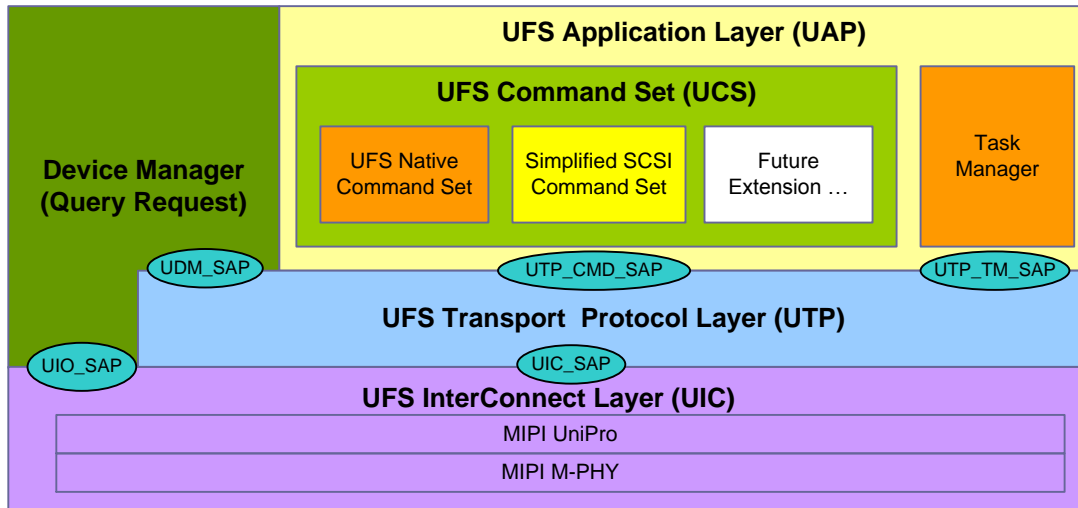 UFS Application Layer (UAP)
UFS Command Set (UCS)
UFS Native
Command Set
Simplified SCSI
Command Set
Future
Extension …
Task
Manager
Device Manager
(Query Request)
UDM_SAP
UTP_CMD_SAP
UTP_TM_SAP
UFS Transport Protocol Layer (UTP)
UIO_SAP
UIC_SAP
UFS InterConnect Layer (UIC)
MIPI UniPro
MIPI M-PHY